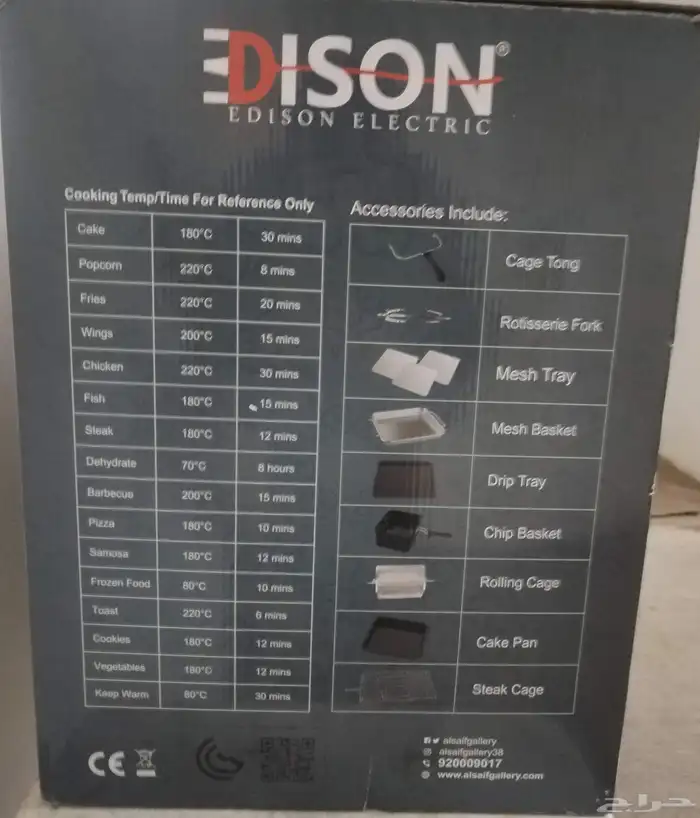 EDISON®
EDISON ELECTRIC
Cooking Temp/Time For Reference Only
Cake 180°C 30 mins
Popcorn 220°C 8 mins
Fries 220°C 20 mins
Wings 200°C 15 mins
Chicken 220°C 30 mins
Fish 180°C 15 mins
Steak 180°C 12 mins
Dehydrate 70°C 8 hours
Barbecue 200°C 15 mins
Pizza 180°C 10 mins
Samosa 180°C 12 mins
Frozen Food 80°C 10 mins
Toast 220°C 6 mins
Cookies 180°C 12 mins
Vegetables 180°C 12 mins
Keep Warm 80°C 30 mins
Accessories Include:
Cage Tong
Rotisserie Fork
Mesh Tray
Mesh Basket
Drip Tray
Chip Basket
Rolling Cage
Cake Pan
Steak Cage
CE
alsaifgallery
alsaifgallery38
920009017
www.alsaifgallery.com
حراج